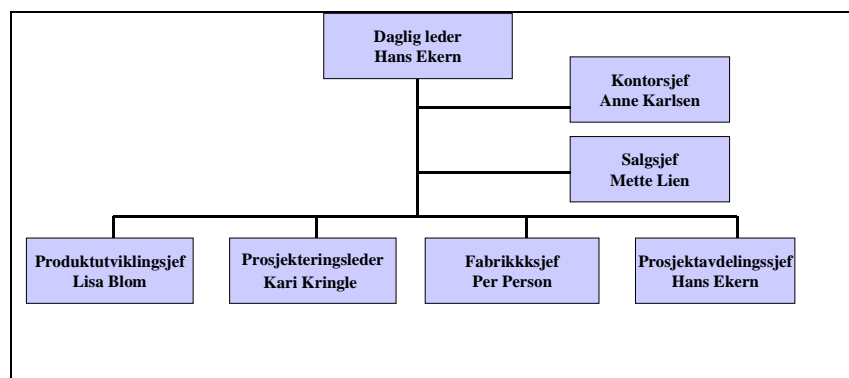 Daglig leder
Hans Ekern
Kontorsjef
Anne Karlsen
Salgsjef
Mette Lien
Produktutviklingsjef
Lisa Blom
Prosjekteringsleder
Kari Kringle
Fabrikkksjef
Per Person
Prosjektavdelingssjef
Hans Ekern